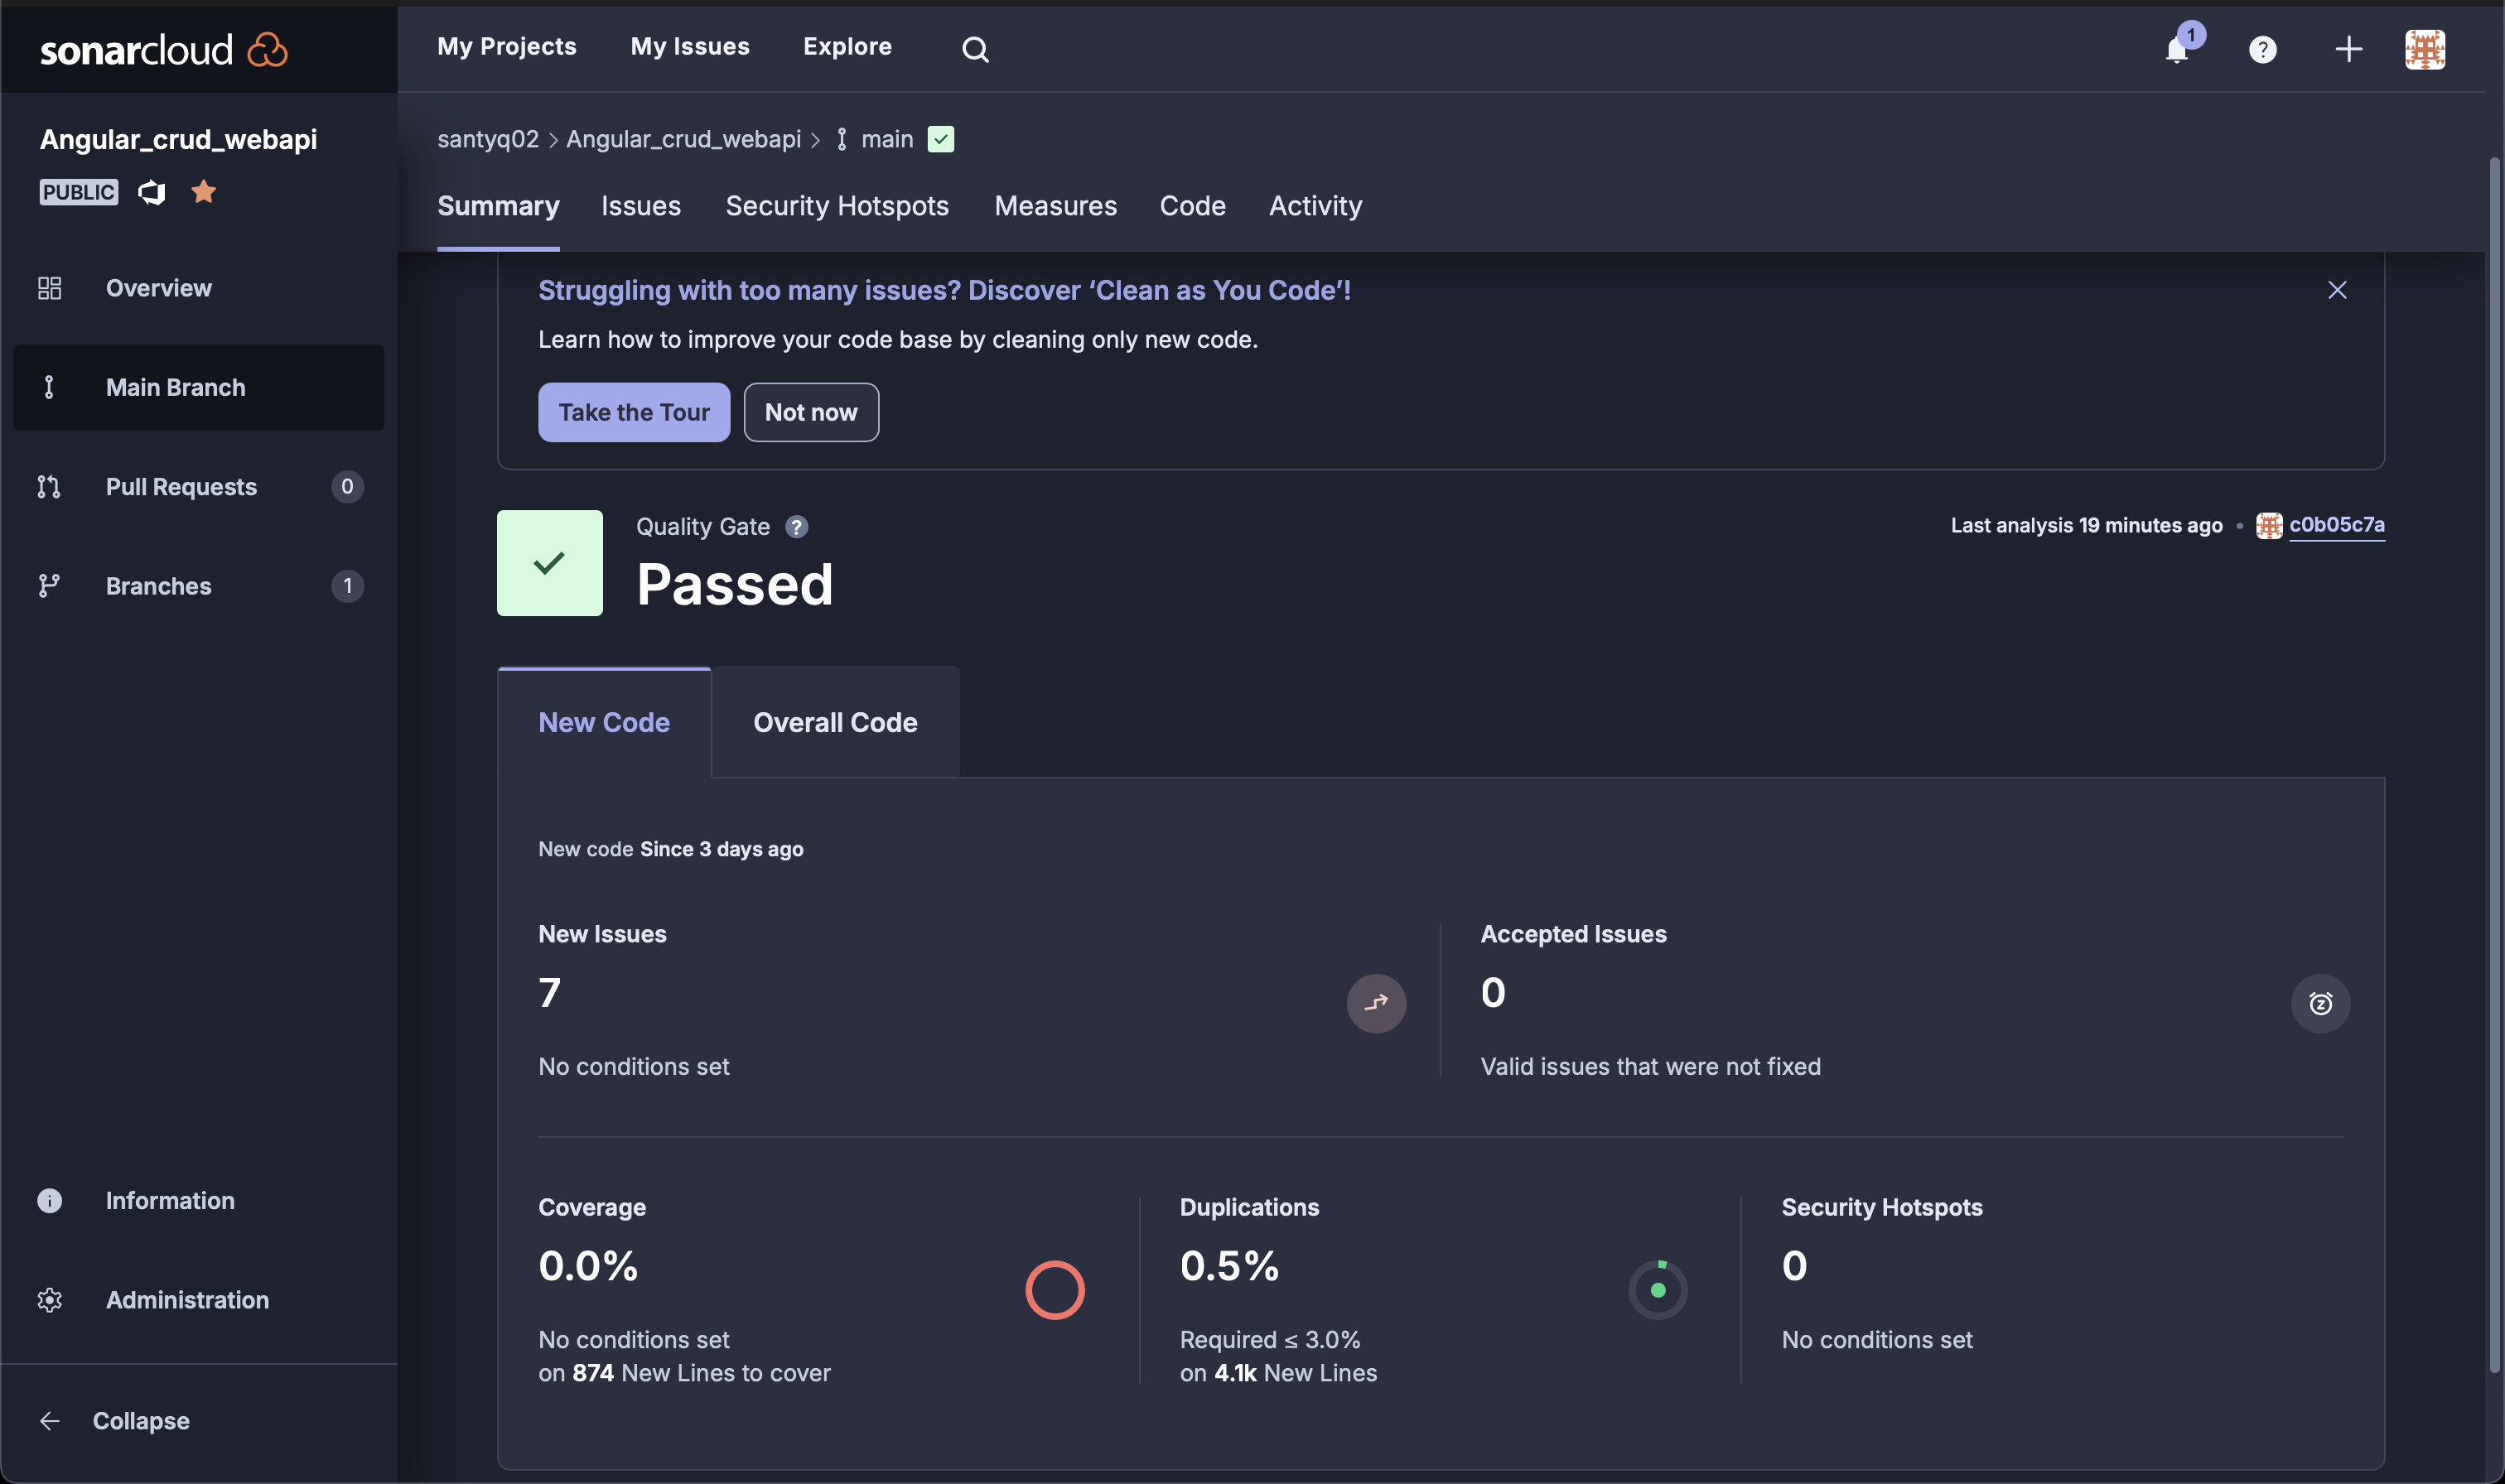 sonarcloud
My Projects
My Issues
Explore
1
Angular_crud_webapi
PUBLIC
Overview
Main Branch
Pull Requests 0
Branches 1
Information
Administration
Collapse
santyq02 > Angular_crud_webapi > main
Summary
Issues
Security Hotspots
Measures
Code
Activity
Struggling with too many issues? Discover ‘Clean as You Code’!
Learn how to improve your code base by cleaning only new code.
Take the Tour
Not now
Quality Gate ?
Passed
Last analysis 19 minutes ago • c0b05c7a
New Code
Overall Code
New code Since 3 days ago
New Issues
7
No conditions set
Accepted Issues
0
Valid issues that were not fixed
Coverage
0.0%
No conditions set
on 874 New Lines to cover
Duplications
0.5%
Required ≤ 3.0%
on 4.1k New Lines
Security Hotspots
0
No conditions set